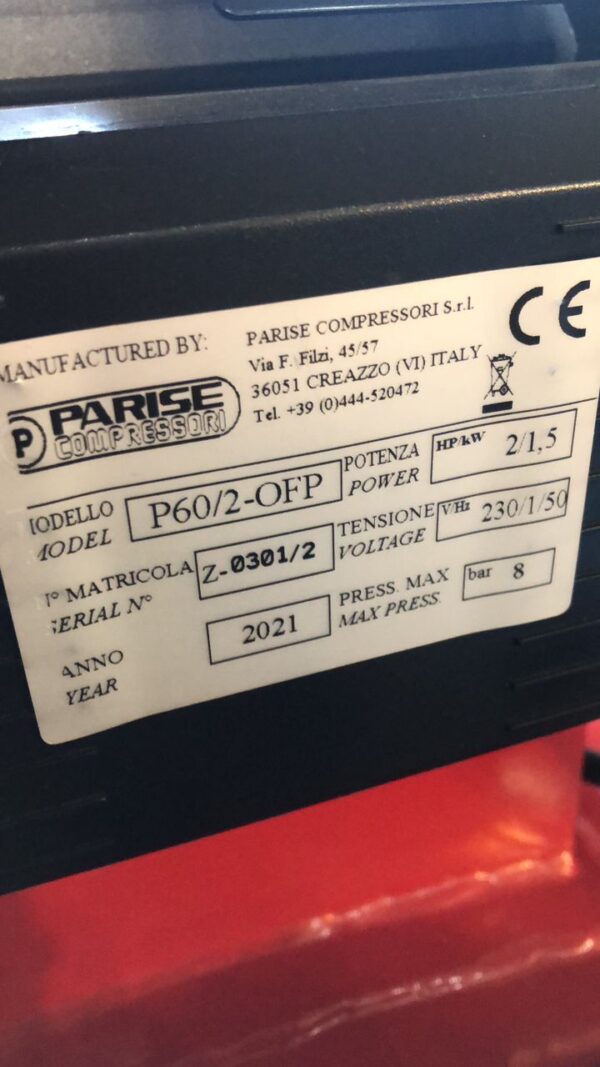 MANUFACTURED BY:
PARISE COMPRESSORI
PARISE COMPRESSORI S.r.l.
Via F. Filzi, 45/57
36051 CREAZZO (VI) ITALY
Tel. +39 (0)444-520472
CE
IODELLO P60/2-OFP
IODEL
POTENZA HP/kW 2/1,5
POWER
I° MATRICOLA Z-0301/2
ERIAL N°
TENSIONE V/Hz 230/1/50
VOLTAGE
ANNO 2021
YEAR
PRESS. MAX bar 8
MAX PRESS.